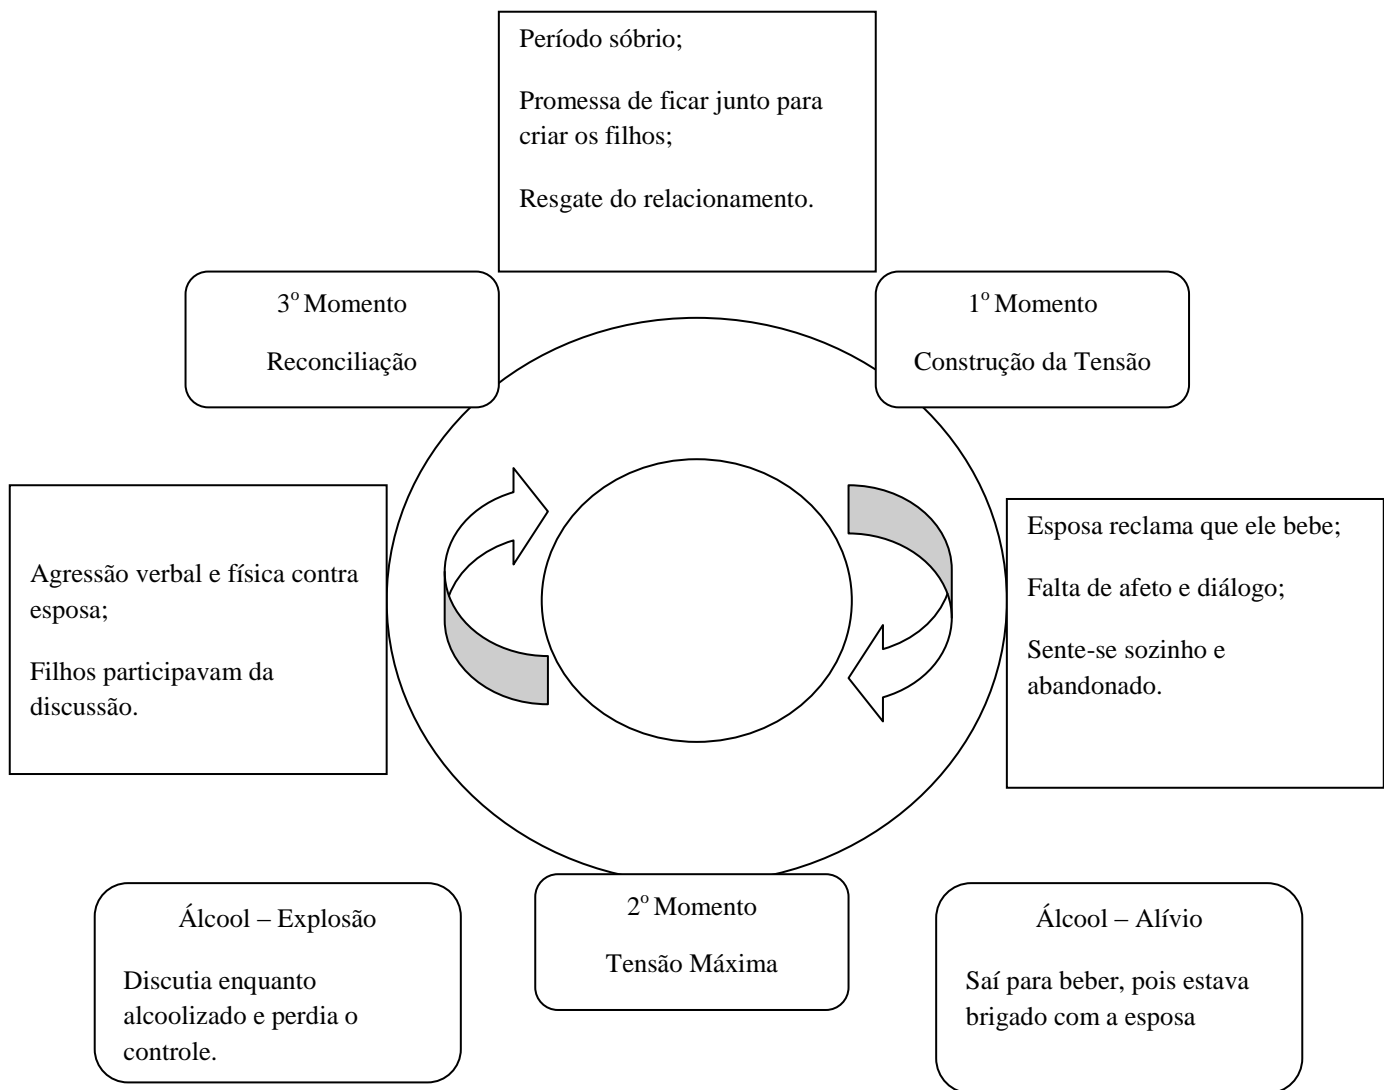 Período sóbrio;
Promessa de ficar junto para
criar os filhos;
Resgate do relacionamento.
3º Momento
Reconciliação
1º Momento
Construção da Tensão
Agressão verbal e física contra
esposa;
Filhos participavam da
discussão.
Esposa reclama que ele bebe;
Falta de afeto e diálogo;
Sente-se sozinho e
abandonado.
Álcool – Explosão
Discutia enquanto
alcoolizado e perdia o
controle.
2º Momento
Tensão Máxima
Álcool – Alívio
Saí para beber, pois estava
brigado com a esposa